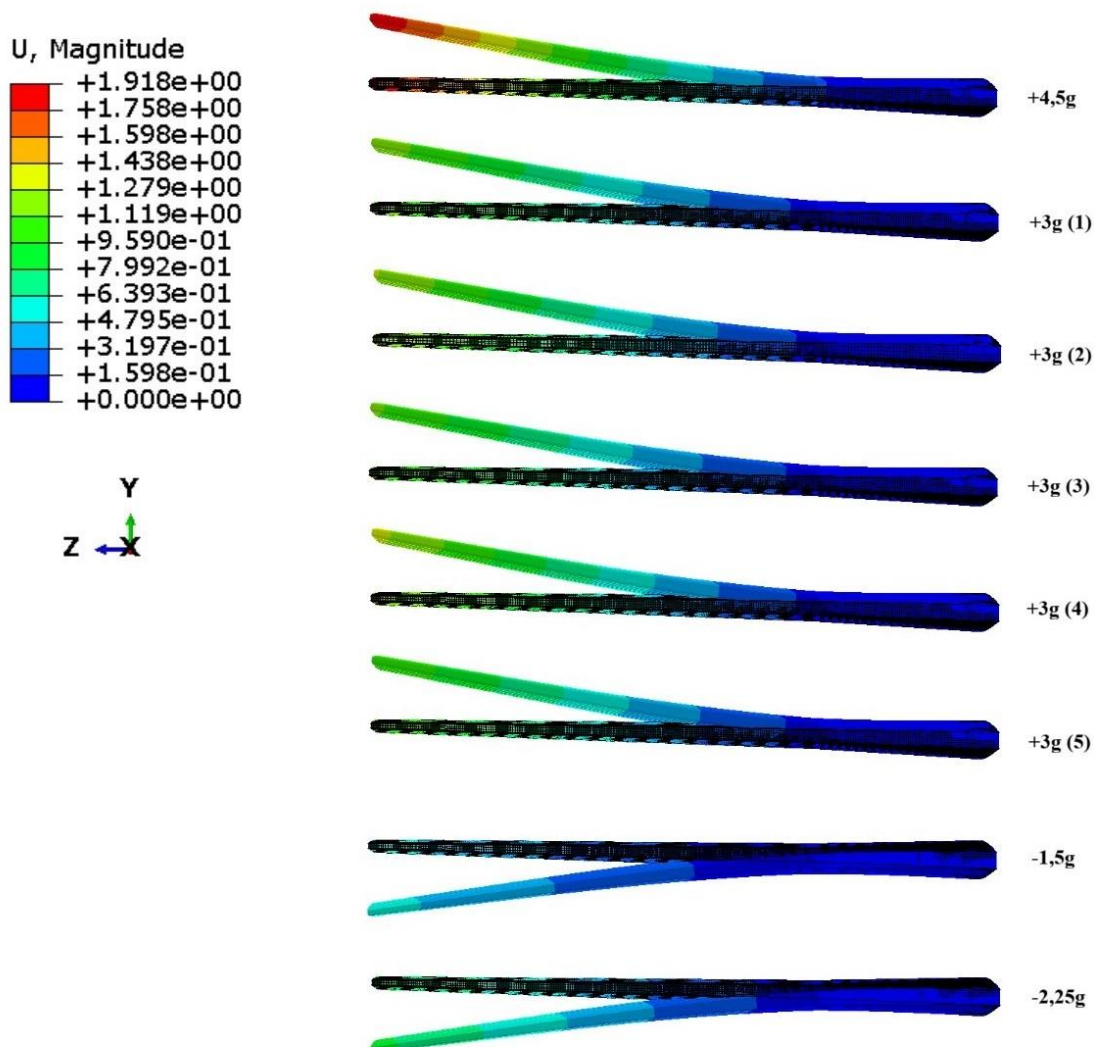 U, Magnitude
+1.918e+00
+1.758e+00
+1.598e+00
+1.438e+00
+1.279e+00
+1.119e+00
+9.590e-01
+7.992e-01
+6.393e-01
+4.795e-01
+3.197e-01
+1.598e-01
+0.000e+00
Y
Z X
+4,5g
+3g (1)
+3g (2)
+3g (3)
+3g (4)
+3g (5)
-1,5g
-2,25g